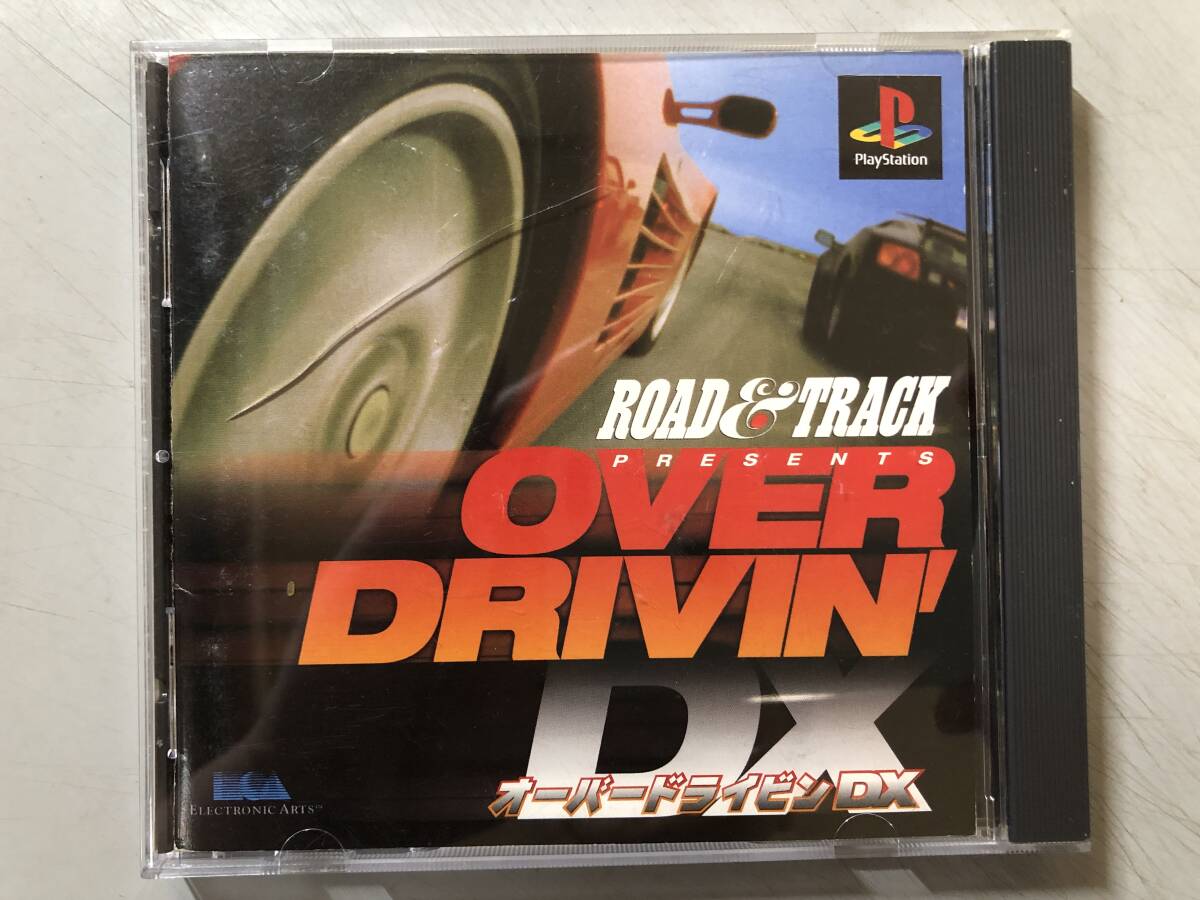 PlayStation
ROAD & TRACK
PRESENTS
OVER
DRIVIN'
DX
オーバードライビンDX
ELECTRONIC ARTS™